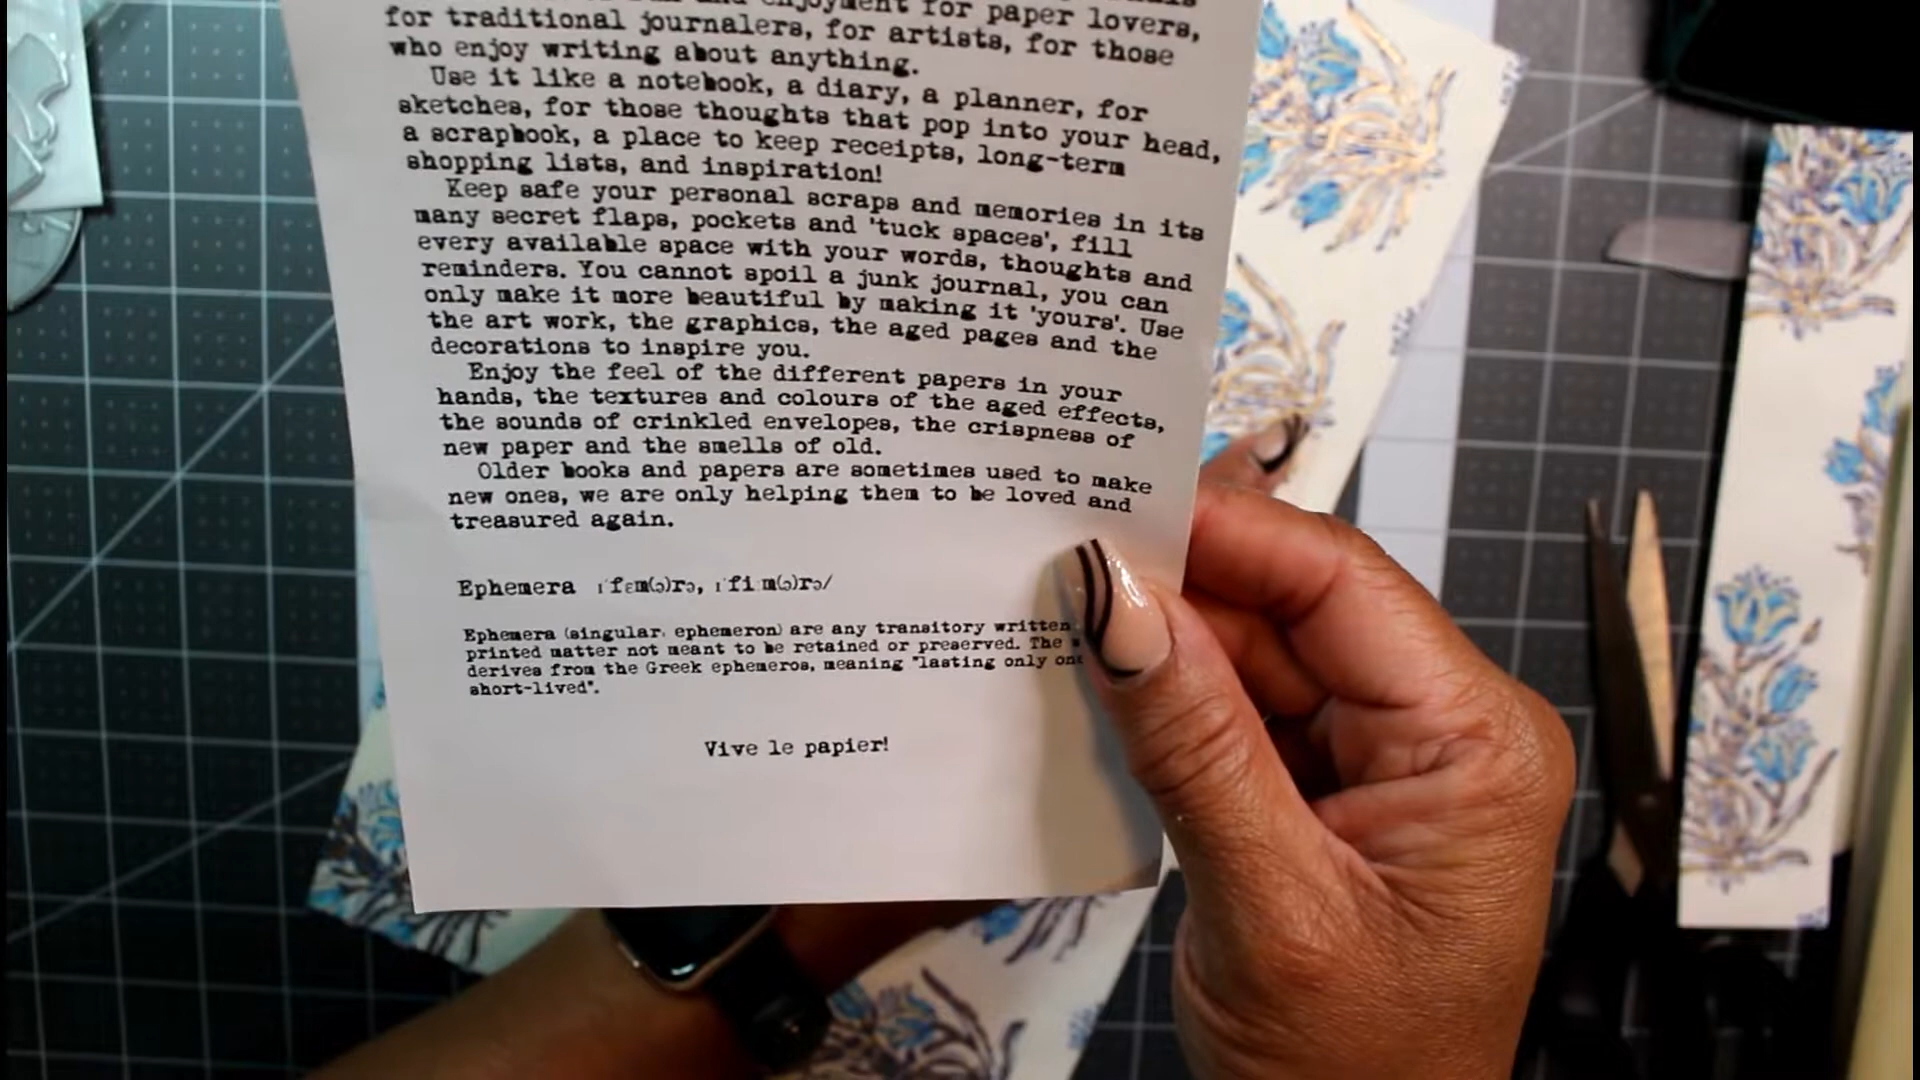 enjoyment for paper lovers,
for traditional journalers, for artists, for those
who enjoy writing about anything.
Use it like a notebook, a diary, a planner, for
sketches, for those thoughts that pop into your head,
a scrapbook, a place to keep receipts, long-term
shopping lists, and inspiration!
Keep safe your personal scraps and memories in its
many secret flaps, pockets and 'tuck spaces', fill
every available space with your words, thoughts and
reminders. You cannot spoil a junk journal, you can
only make it more beautiful by making it 'yours'. Use
the art work, the graphics, the aged pages and the
decorations to inspire you.
Enjoy the feel of the different papers in your
hands, the textures and colours of the aged effects,
the sounds of crinkled envelopes, the crispness of
new paper and the smells of old.
Older books and papers are sometimes used to make
new ones, we are only helping them to be loved and
treasured again.
Ephemera ɪˈfɛm(ə)rə, ɪˈfiːm(ə)rə/
Ephemera (singular: ephemeron) are any transitory written
printed matter not meant to be retained or preserved. The
derives from the Greek ephemeros, meaning "lasting only one
short-lived".
Vive le papier!